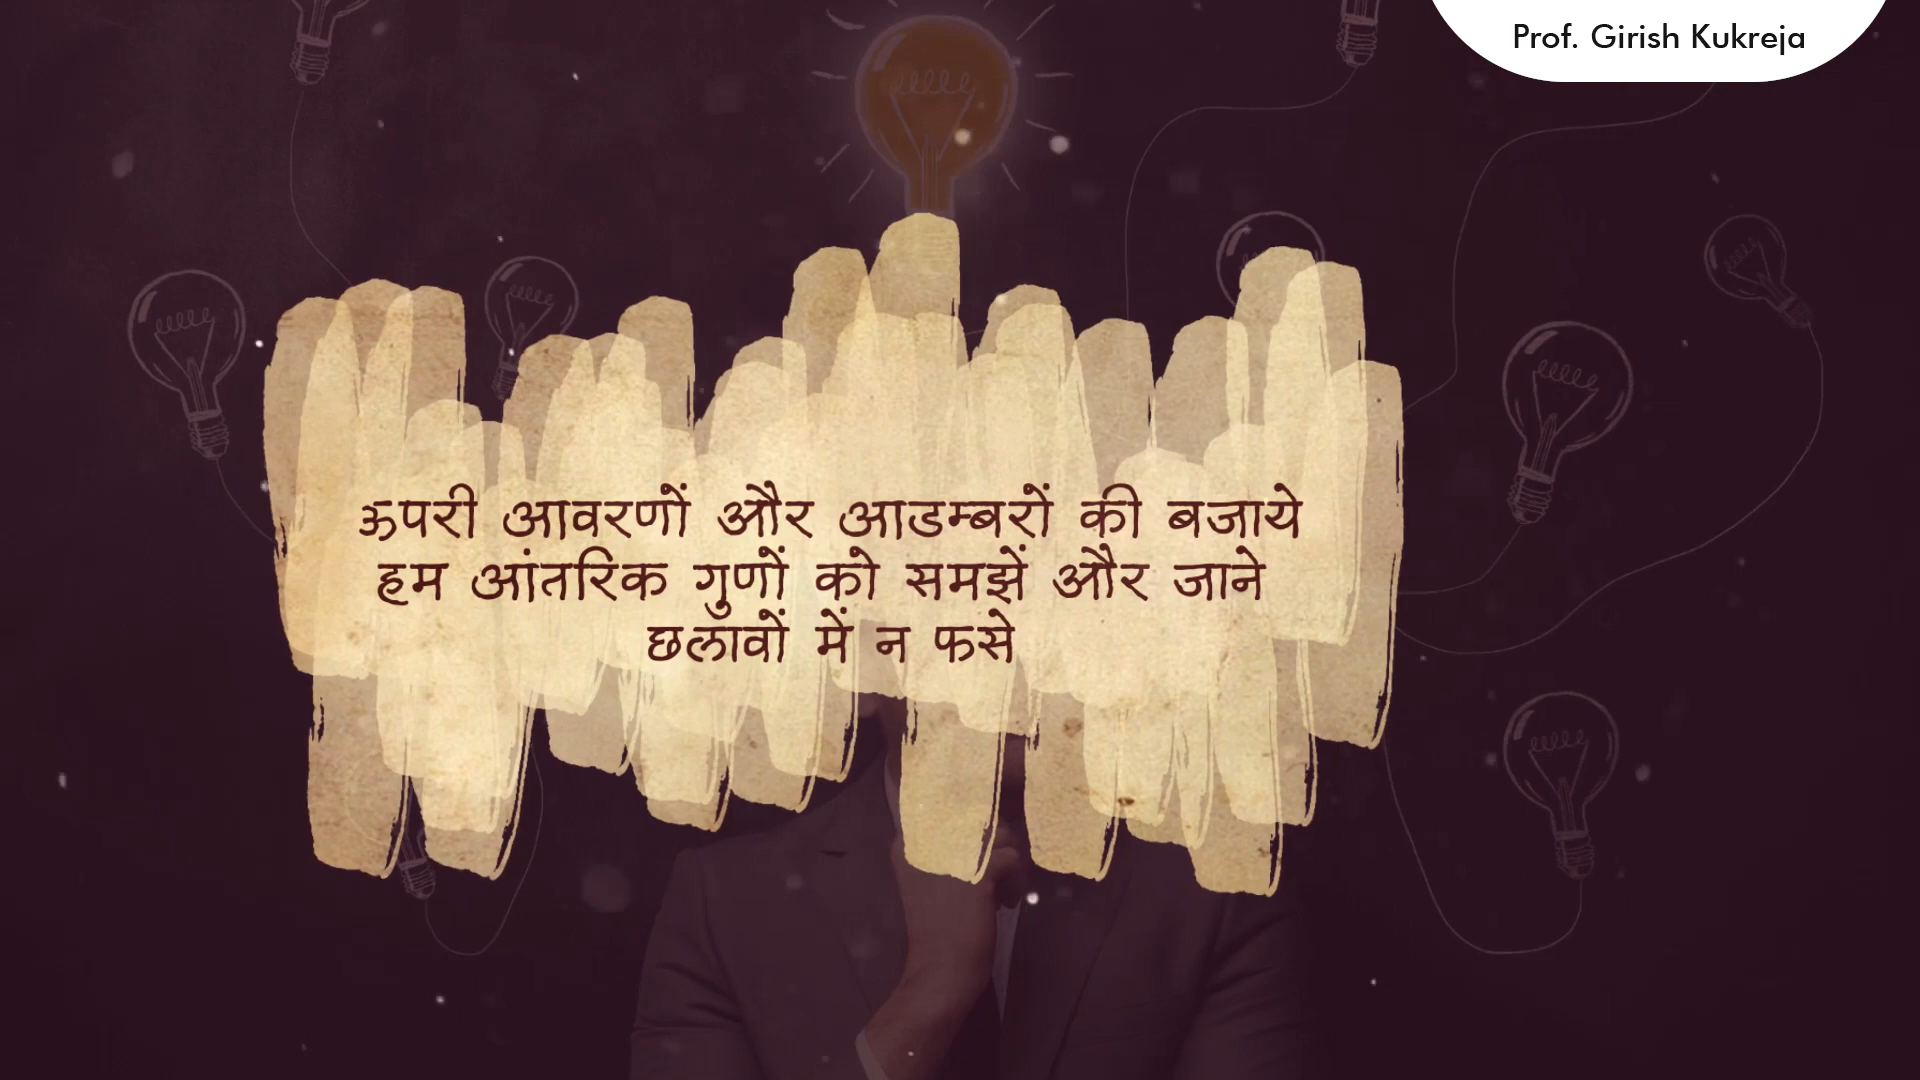 Prof. Girish Kukreja
ऊपरी आवरणों और आडम्बरों की बजाये
हम आंतरिक गुणों को समझें और जाने
छलावों में न फसे